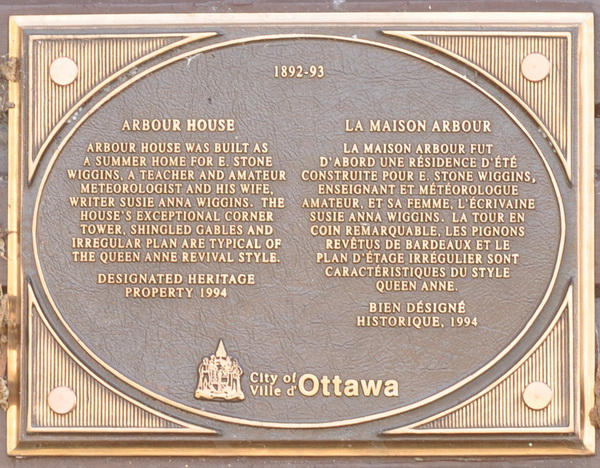 1892-93
ARBOUR HOUSE
ARBOUR HOUSE WAS BUILT AS
A SUMMER HOME FOR E. STONE
WIGGINS, A TEACHER AND AMATEUR
METEOROLOGIST AND HIS WIFE,
WRITER SUSIE ANNA WIGGINS. THE
HOUSE'S EXCEPTIONAL CORNER
TOWER, SHINGLED GABLES AND
IRREGULAR PLAN ARE TYPICAL OF
THE QUEEN ANNE REVIVAL STYLE.
DESIGNATED HERITAGE
PROPERTY 1994
LA MAISON ARBOUR
LA MAISON ARBOUR FUT
D'ABORD UNE RÉSIDENCE D'ÉTÉ
CONSTRUITE POUR E. STONE WIGGINS,
ENSEIGNANT ET MÉTÉOROLOGUE
AMATEUR, ET SA FEMME, L'ÉCRIVAINE
SUSIE ANNA WIGGINS. LA TOUR EN
COIN REMARQUABLE, LES PIGNONS
REVÊTUS DE BARDEAUX ET LE
PLAN D'ÉTAGE IRRÉGULIER SONT
CARACTÉRISTIQUES DU STYLE
QUEEN ANNE.
BIEN DÉSIGNÉ
HISTORIQUE, 1994
City of
Ville d'Ottawa